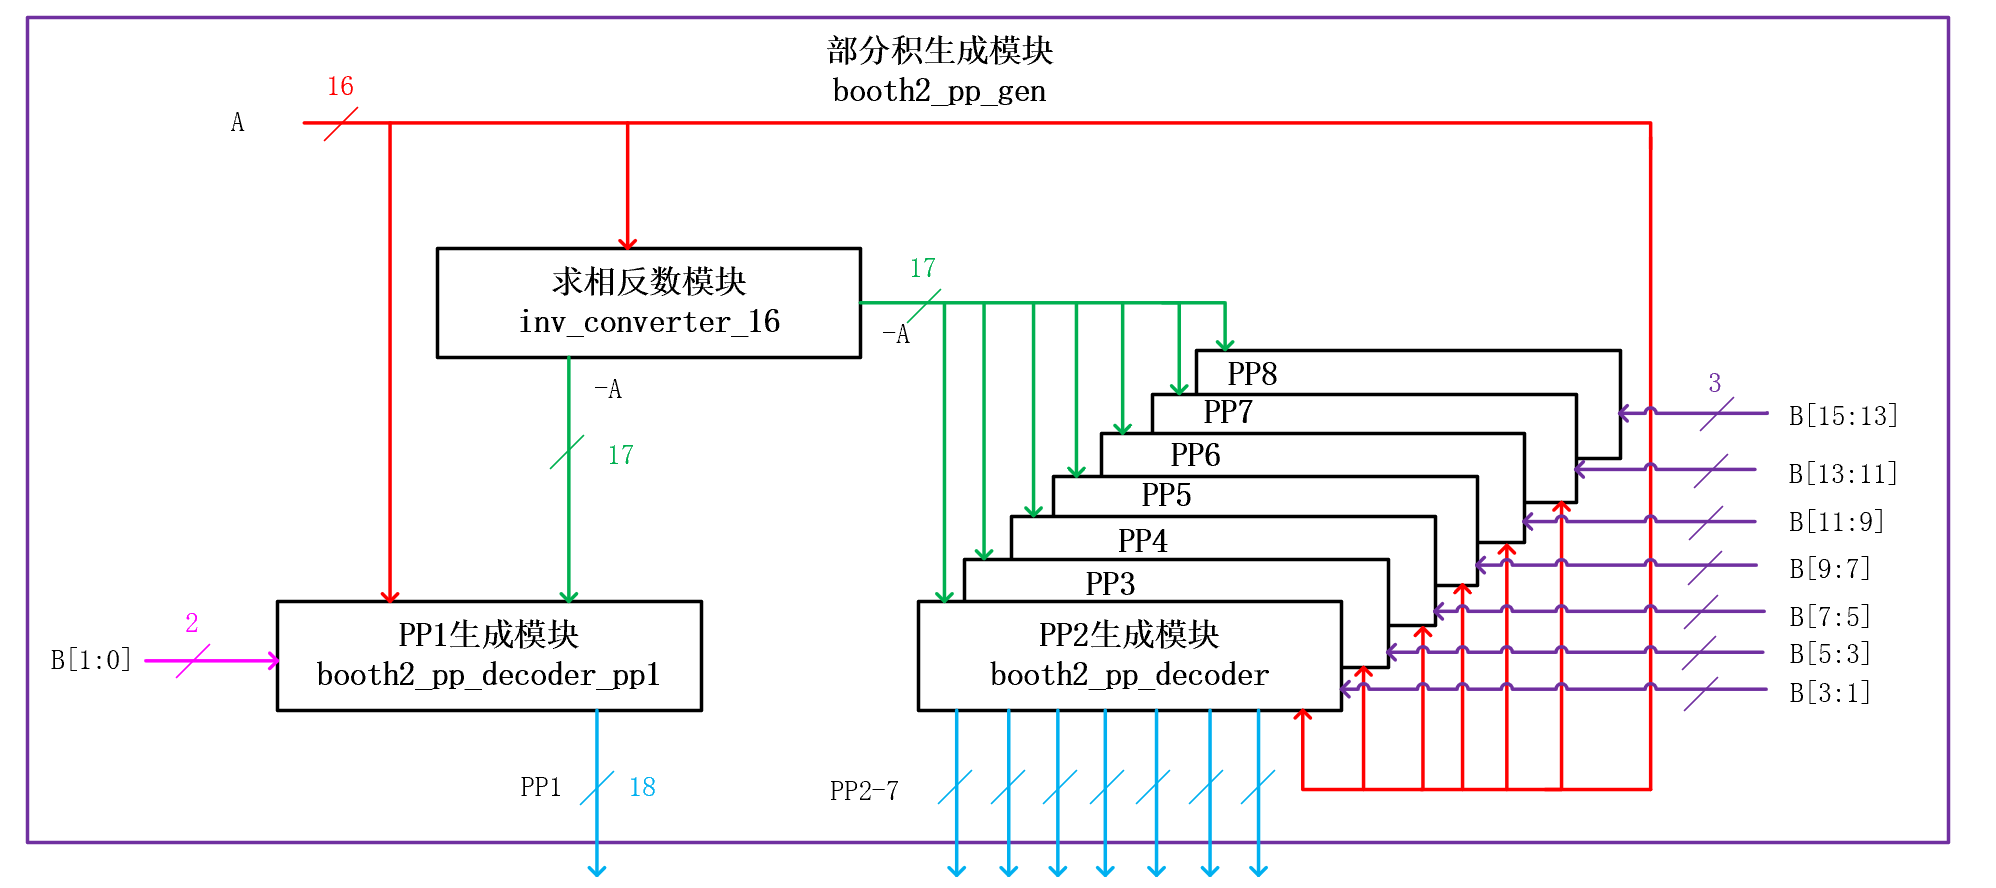 部分积生成模块
booth2_pp_gen
16
A
求相反数模块
inv_converter_16
17
-A
-A
17
PP8
PP7
PP6
PP5
PP4
PP3
3
B[15:13]
B[13:11]
B[11:9]
B[9:7]
B[7:5]
B[5:3]
B[3:1]
2
B[1:0]
PP1生成模块
booth2_pp_decoder_pp1
PP2生成模块
booth2_pp_decoder
PP1
18
PP2-7